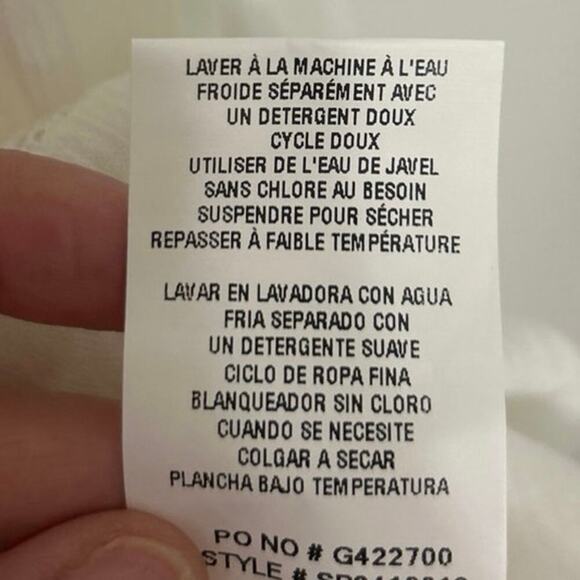 LAVER À LA MACHINE À L'EAU
FROIDE SÉPARÉMENT AVEC
UN DETERGENT DOUX
CYCLE DOUX
UTILISER DE L'EAU DE JAVEL
SANS CHLORE AU BESOIN
SUSPENDRE POUR SÉCHER
REPASSER À FAIBLE TEMPÉRATURE
LAVAR EN LAVADORA CON AGUA
FRIA SEPARADO CON
UN DETERGENTE SUAVE
CICLO DE ROPA FINA
BLANQUEADOR SIN CLORO
CUANDO SE NECESITE
COLGAR A SECAR
PLANCHA BAJO TEMPERATURA
PO NO # G422700
STYLE #